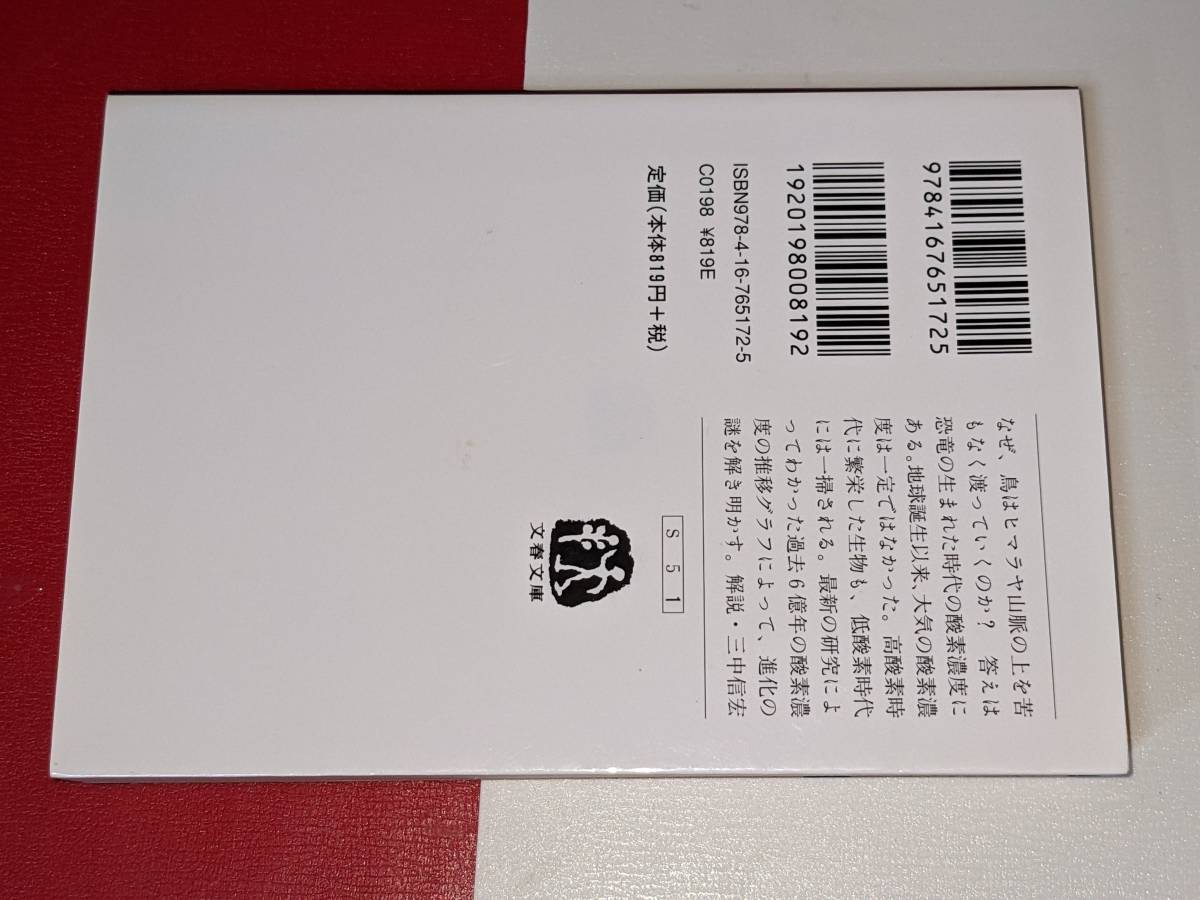 9784167651725
1920198008192
ISBN978-4-16-765172-5
C0198 ¥819E
定価(本体819円+税)
なぜ、鳥はヒマラヤ山脈の上を苦
もなく渡っていくのか? 答えは
恐竜の生まれた時代の酸素濃度に
ある。地球誕生以来、大気の酸素濃
度は一定ではなかった。高酸素時
代に繁栄した生物も、低酸素時代
には一掃される。最新の研究によ
ってわかった過去6億年の酸素濃
度の推移グラフによって、進化の
謎を解き明かす。解説・三中信宏
S 5 1
文春文庫